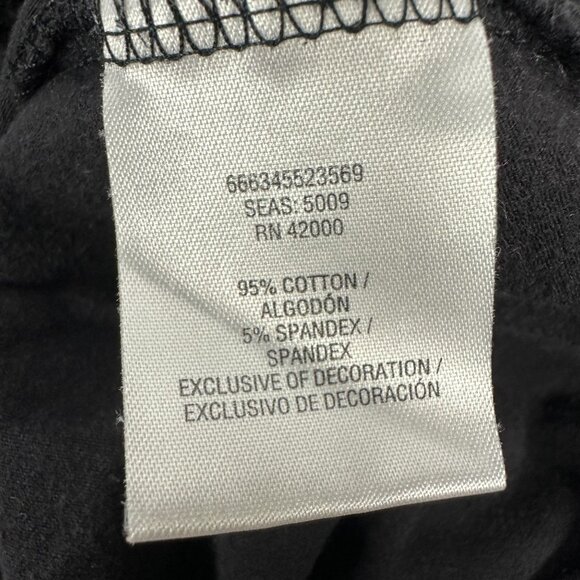 666345523569
SEAS: 5009
RN 42000
95% COTTON /
ALGODÓN
5% SPANDEX /
SPANDEX
EXCLUSIVE OF DECORATION /
EXCLUSIVO DE DECORACIÓN